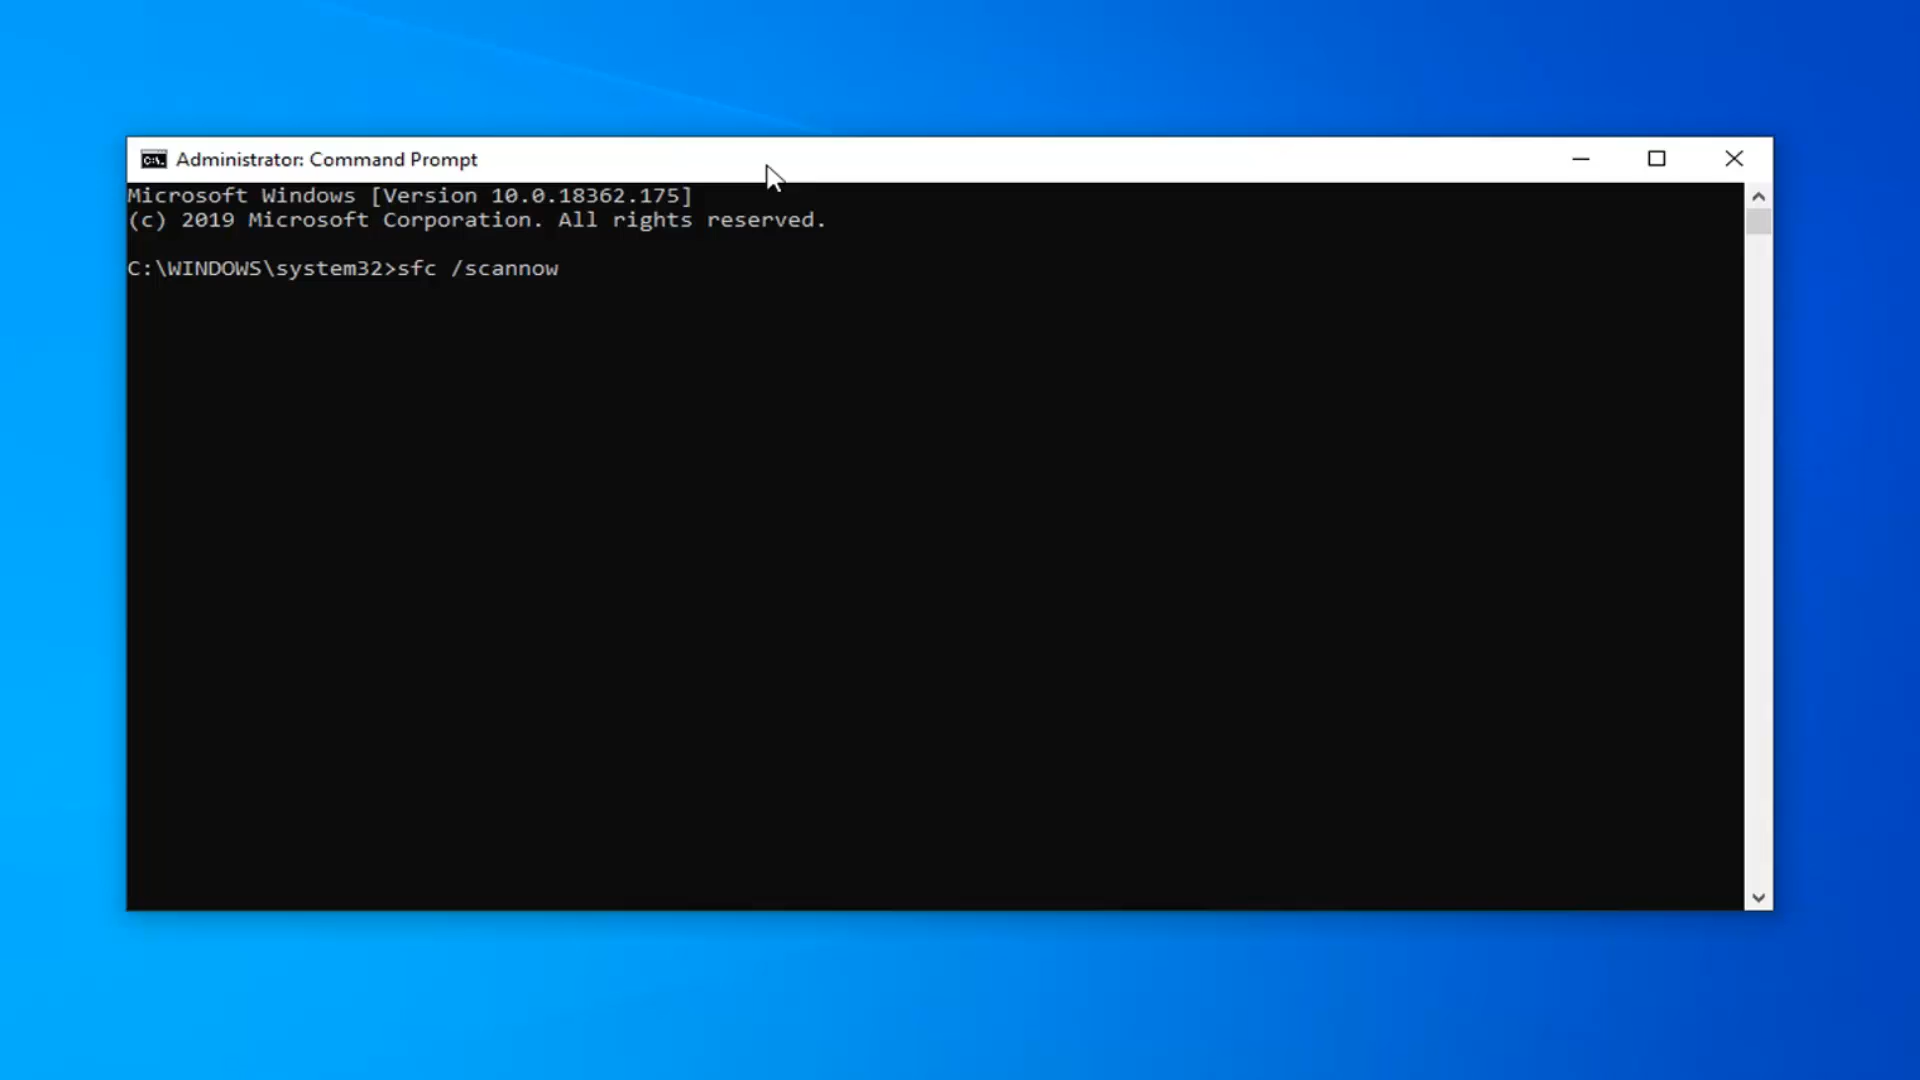 Administrator: Command Prompt
Microsoft Windows [Version 10.0.18362.175]
(c) 2019 Microsoft Corporation. All rights reserved.
C:\WINDOWS\system32>sfc /scannow